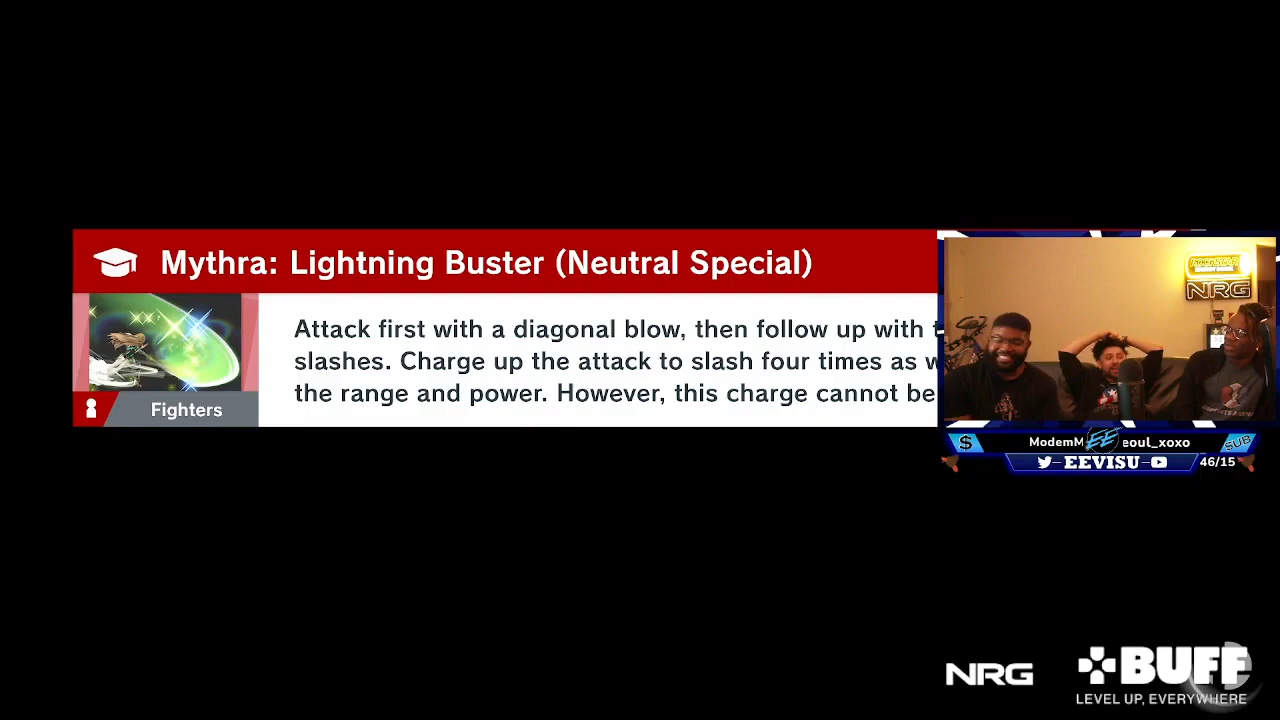 Mythra: Lightning Buster (Neutral Special)
Attack first with a diagonal blow, then follow up with
slashes. Charge up the attack to slash four times as
the range and power. However, this charge cannot be
Fighters
NRG
$
ModemM
EE
eoul_xoxo
SUB
EEVISU
46/15
NRG
BUFF
LEVEL UP, EVERYWHERE